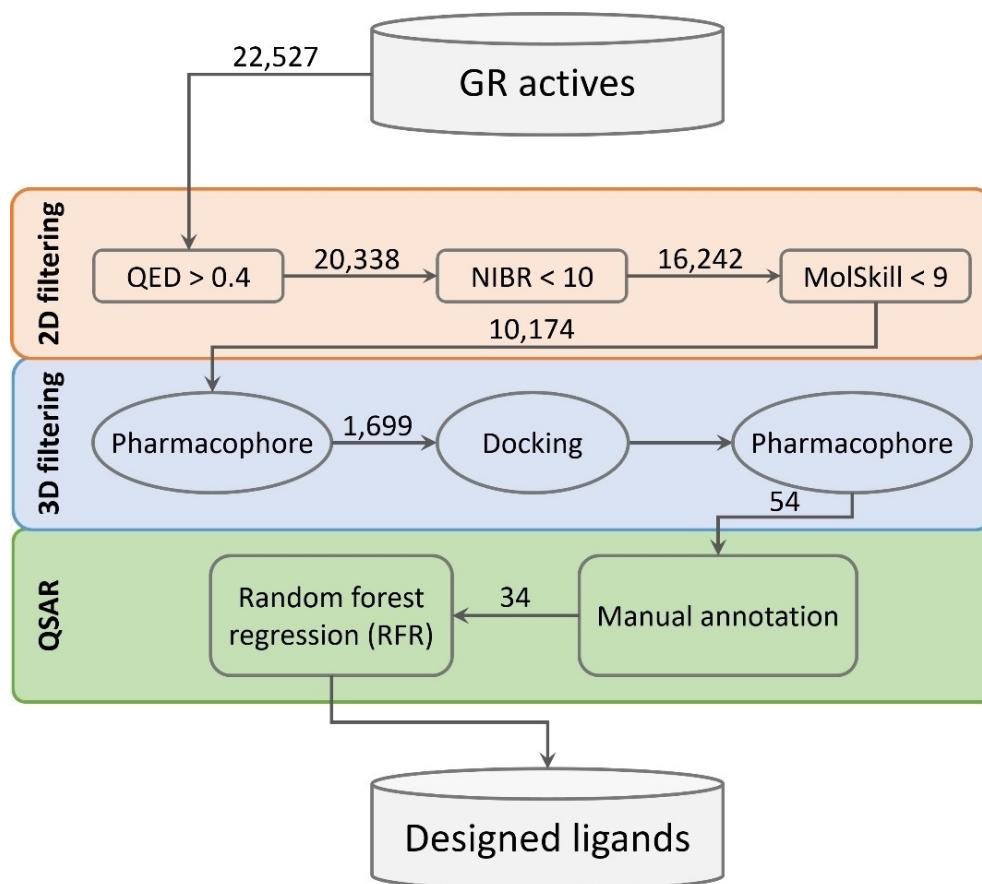 22,527
GR actives
2D filtering
QED > 0.4
20,338
NIBR < 10
16,242
MolSkill < 9
10,174
3D filtering
Pharmacophore
1,699
Docking
Pharmacophore
54
QSAR
Random forest
regression (RFR)
34
Manual annotation
Designed ligands